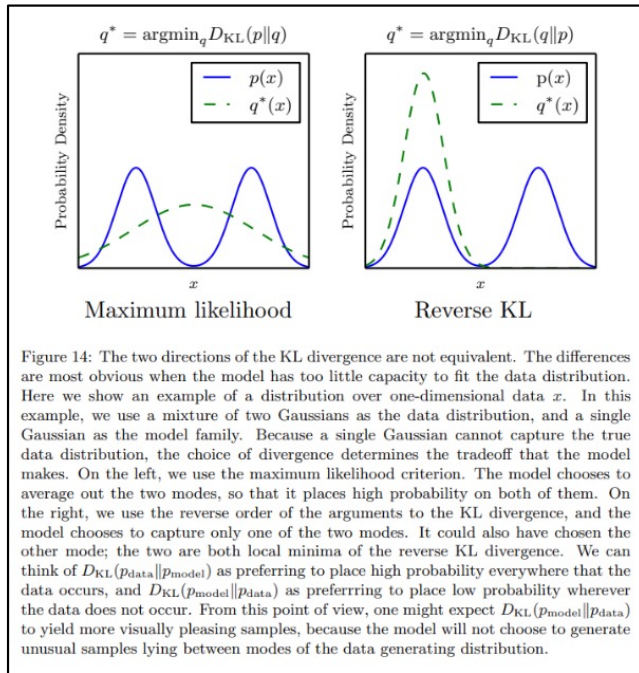 q* = argmin_q D_KL(p‖q)
q* = argmin_q D_KL(q‖p)
p(x)
q*(x)
Probability Density
x
Maximum likelihood
p(x)
q*(x)
Probability Density
x
Reverse KL
Figure 14: The two directions of the KL divergence are not equivalent. The differences
are most obvious when the model has too little capacity to fit the data distribution.
Here we show an example of a distribution over one-dimensional data x. In this
example, we use a mixture of two Gaussians as the data distribution, and a single
Gaussian as the model family. Because a single Gaussian cannot capture the true
data distribution, the choice of divergence determines the tradeoff that the model
makes. On the left, we use the maximum likelihood criterion. The model chooses to
average out the two modes, so that it places high probability on both of them. On
the right, we use the reverse order of the arguments to the KL divergence, and the
model chooses to capture only one of the two modes. It could also have chosen the
other mode; the two are both local minima of the reverse KL divergence. We can
think of D_KL(p_data‖p_model) as preferring to place high probability everywhere that the
data occurs, and D_KL(p_model‖p_data) as preferrring to place low probability wherever
the data does not occur. From this point of view, one might expect D_KL(p_model‖p_data)
to yield more visually pleasing samples, because the model will not choose to generate
unusual samples lying between modes of the data generating distribution.